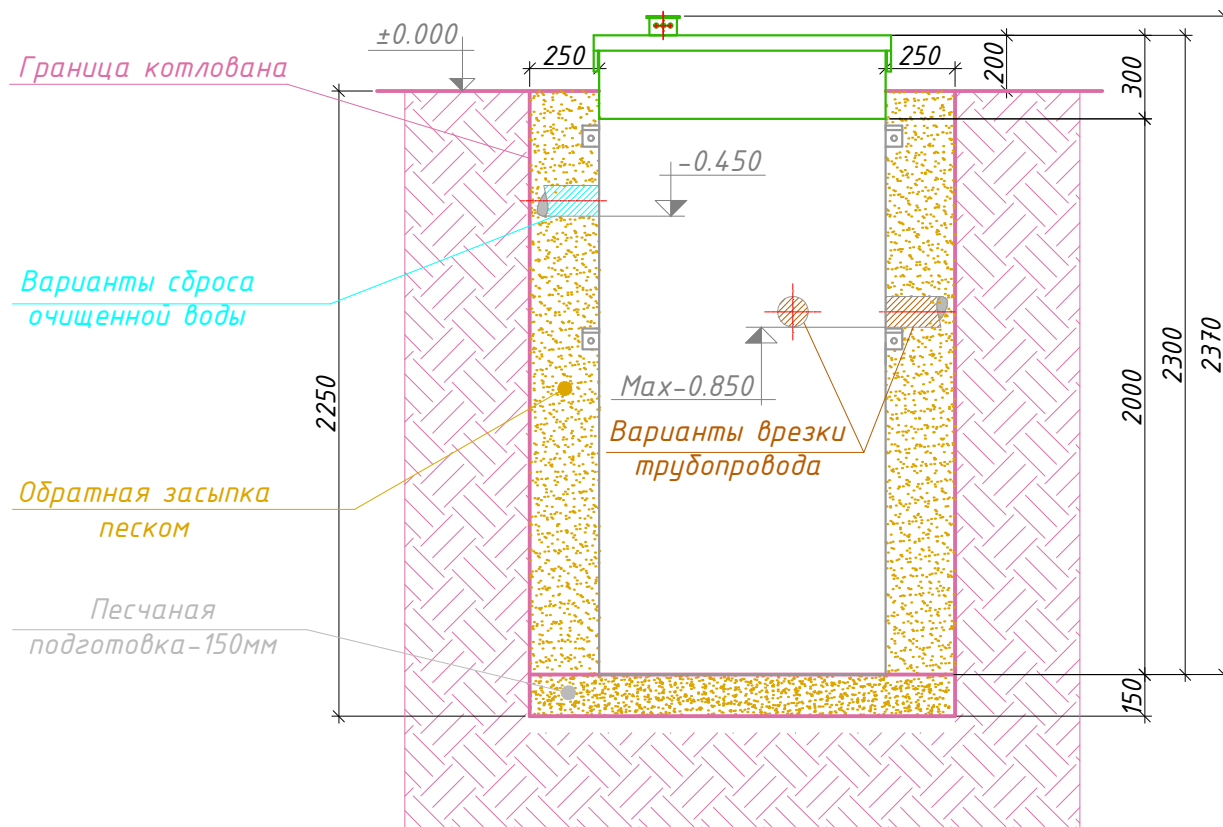 ±0.000
Граница котлована
250
250
200
300
-0.450
Варианты сброса
очищенной воды
Max-0.850
2250
2000
2300
2370
Варианты врезки
трубопровода
Обратная засыпка
песком
Песчаная
подготовка-150мм
150